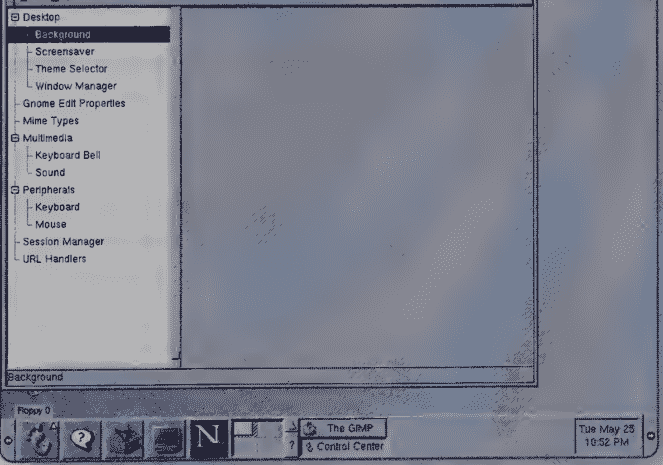 Desktop
Background
Screensaver
Theme Selector
Window Manager
Gnome Edit Properties
Mime Types
Multimedia
Keyboard Bell
Sound
Peripherals
Keyboard
Mouse
Session Manager
URL Handlers
Background
Floppy 0
N
The GIMP
?
Control Center
Tue May 25
10:52 PM